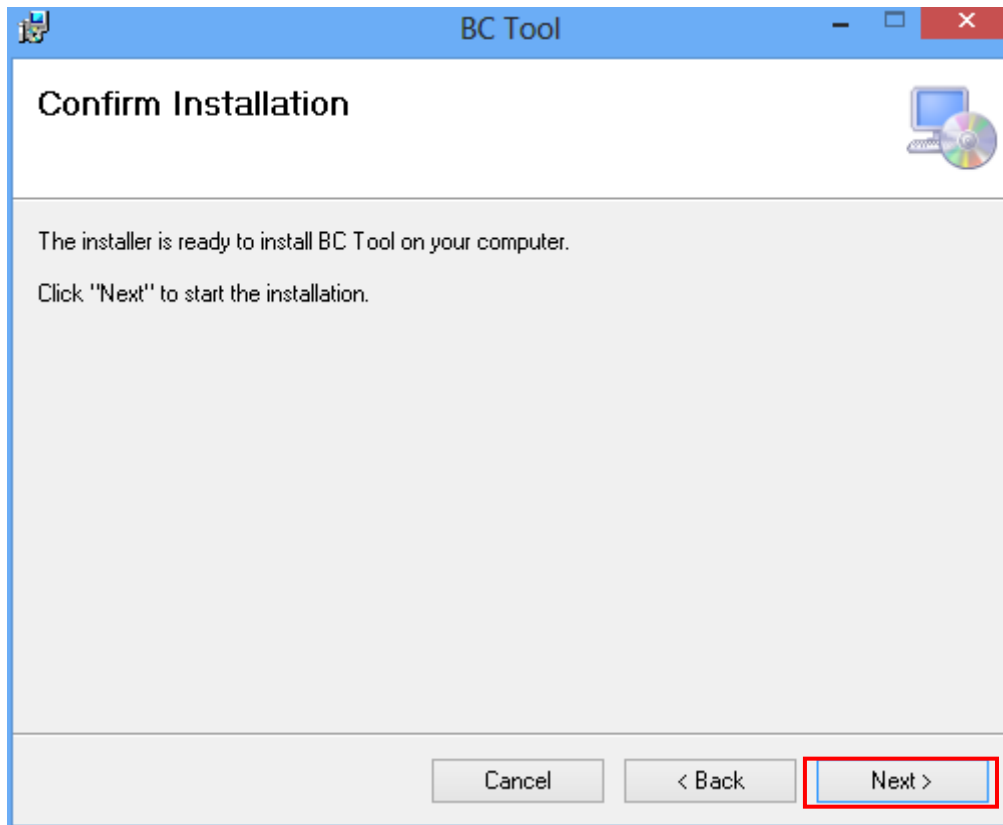 BC Tool
Confirm Installation
The installer is ready to install BC Tool on your computer.
Click "Next" to start the installation.
Cancel
< Back
Next >